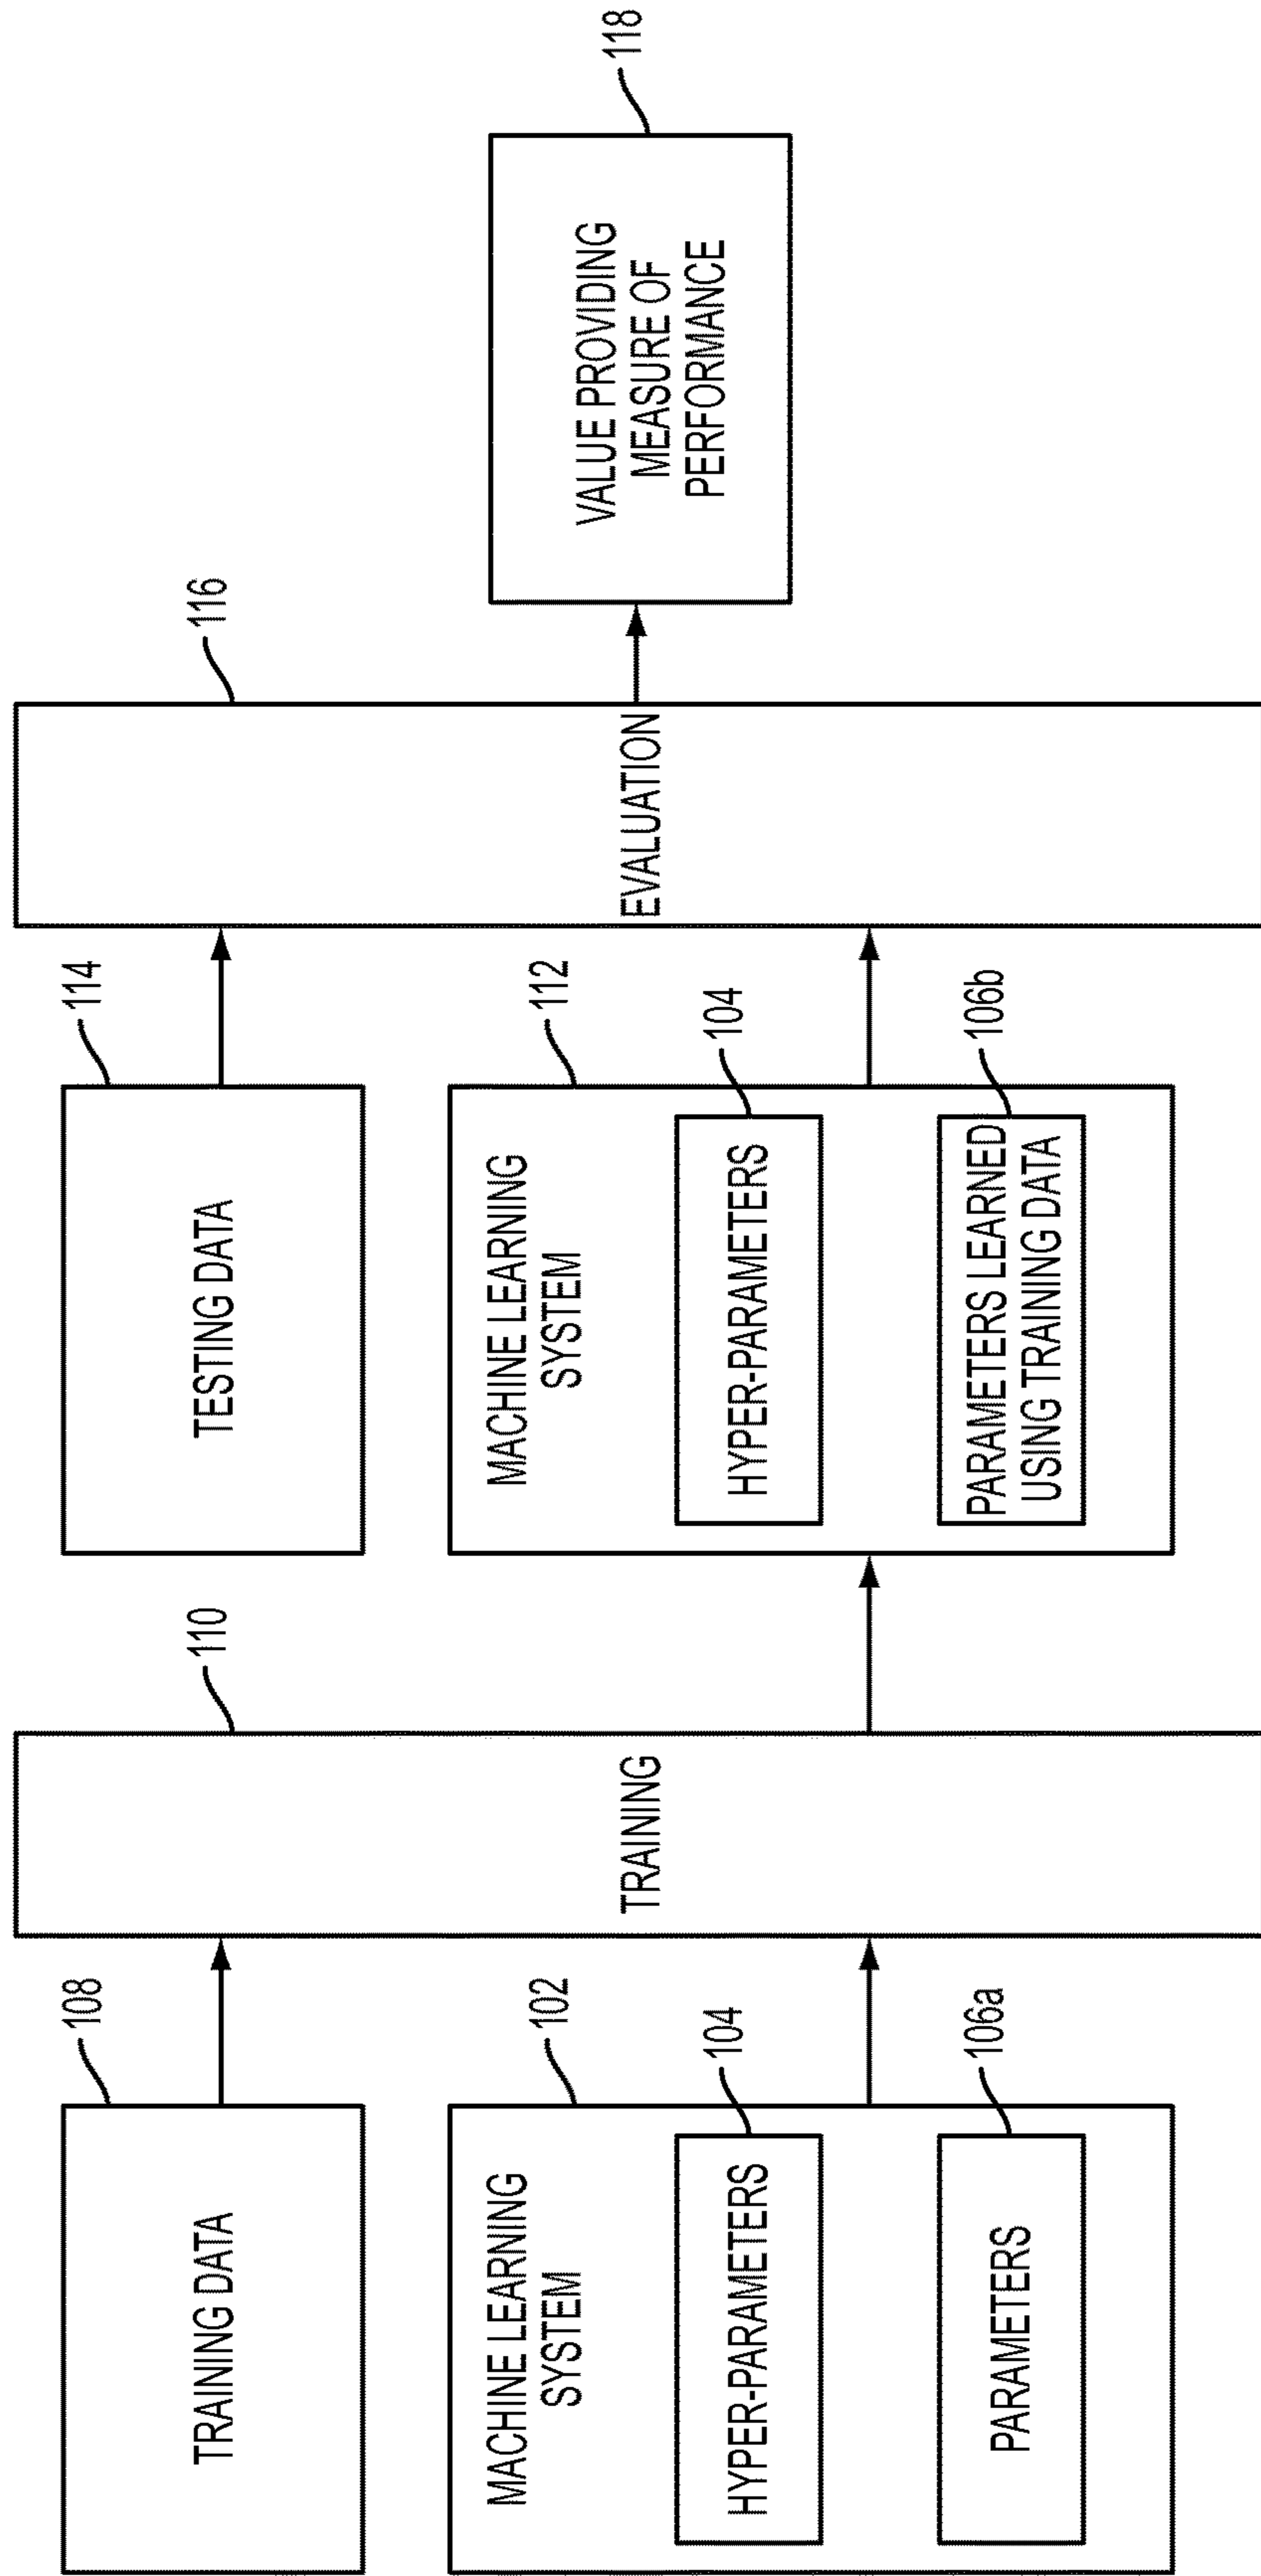 108
TRAINING DATA
102
MACHINE LEARNING
SYSTEM
104
HYPER-PARAMETERS
106a
PARAMETERS
110
TRAINING
114
TESTING DATA
112
MACHINE LEARNING
SYSTEM
104
HYPER-PARAMETERS
106b
PARAMETERS LEARNED
USING TRAINING DATA
116
EVALUATION
118
VALUE PROVIDING
MEASURE OF
PERFORMANCE